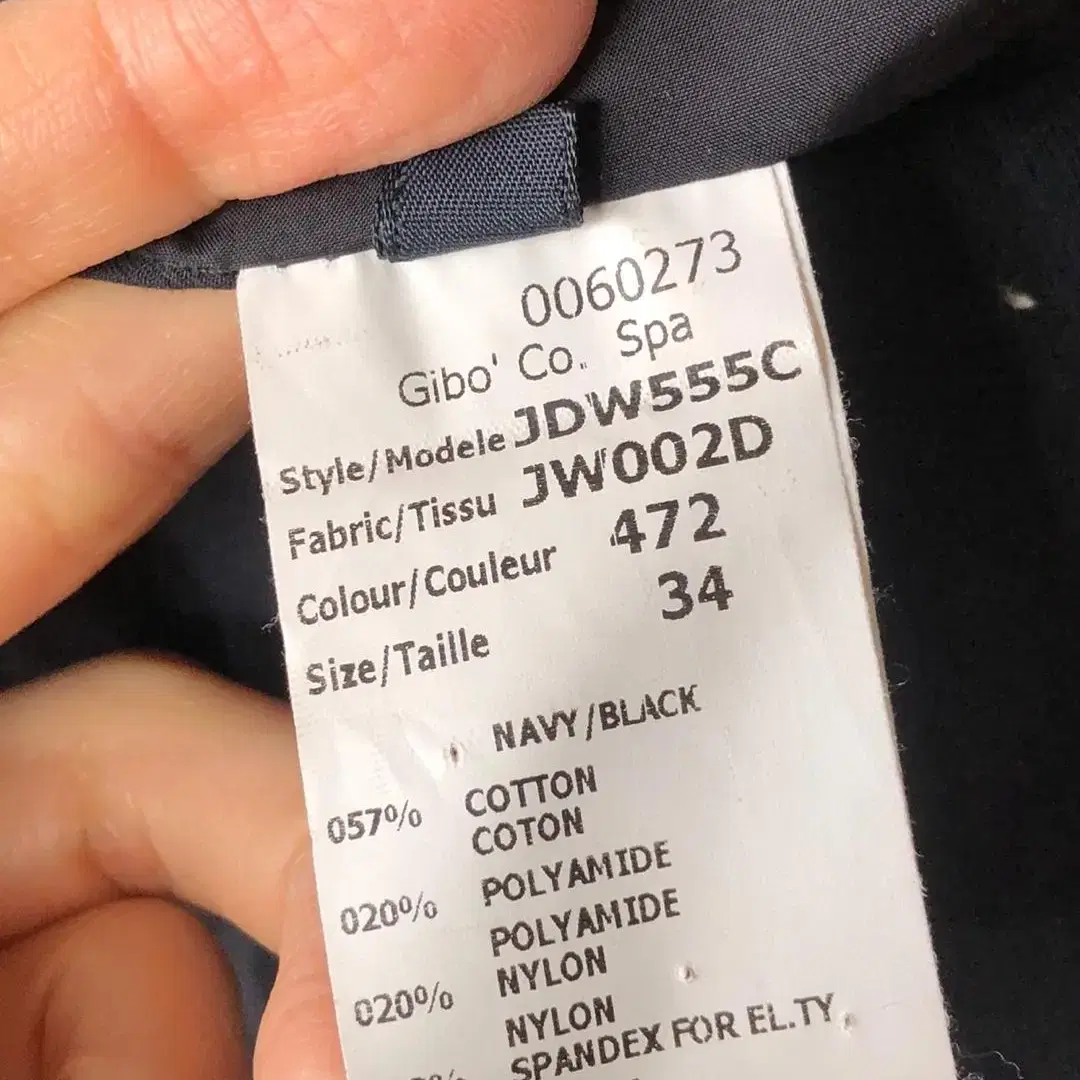 0060273
Gibo' Co. Spa
Style/Modele JDW555C
Fabric/Tissu JW002D
Colour/Couleur 472
Size/Taille 34
NAVY/BLACK
057% COTTON
COTON
020% POLYAMIDE
POLYAMIDE
020% NYLON
NYLON
SPANDEX FOR EL.TY